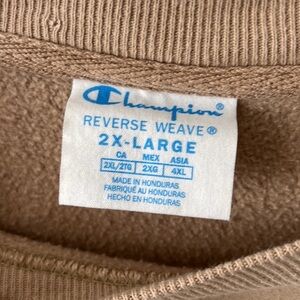 Champion®
REVERSE WEAVE®
2X-LARGE
CA MEX ASIA
2XL/2TG 2XG 4XL
MADE IN HONDURAS
FABRIQUÉ AU HONDURAS
HECHO EN HONDURAS